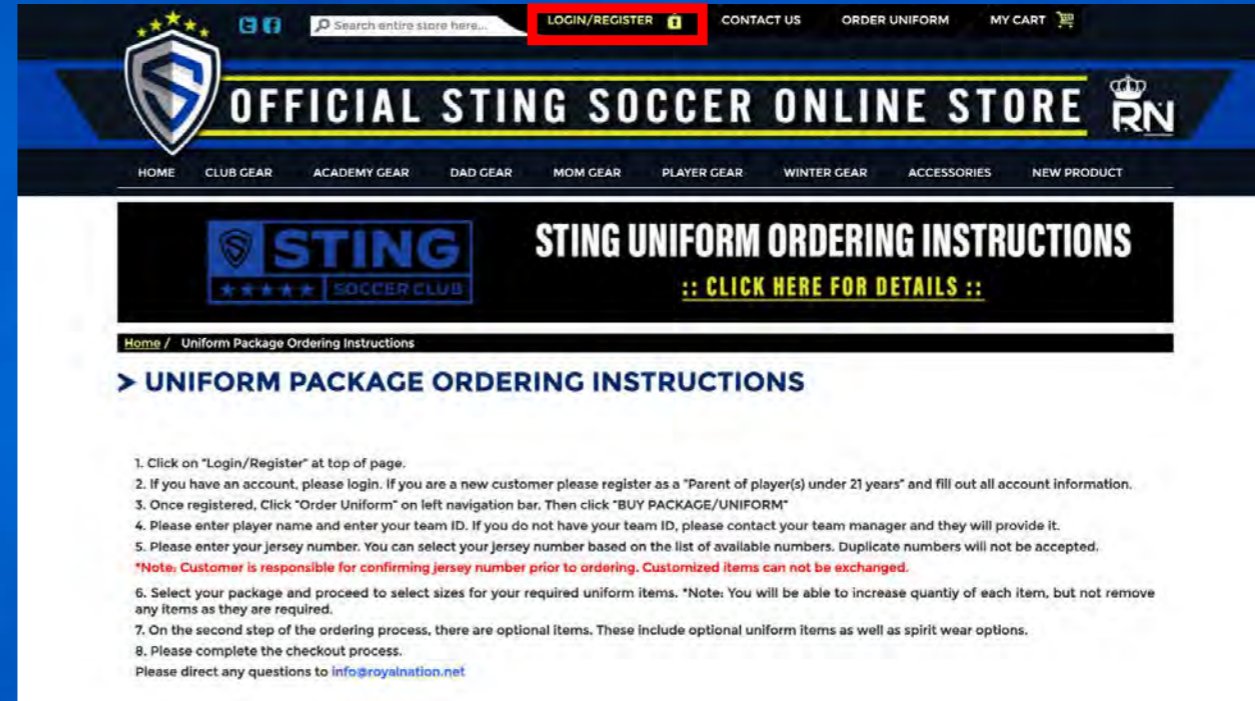 Search entire store here...
LOGIN/REGISTER
CONTACT US
ORDER UNIFORM
MY CART
S
OFFICIAL STING SOCCER ONLINE STORE
RN
HOME
CLUB GEAR
ACADEMY GEAR
DAD GEAR
MOM GEAR
PLAYER GEAR
WINTER GEAR
ACCESSORIES
NEW PRODUCT
S
STING
SOCCER CLUB
STING UNIFORM ORDERING INSTRUCTIONS
:: CLICK HERE FOR DETAILS ::
Home / Uniform Package Ordering Instructions
> UNIFORM PACKAGE ORDERING INSTRUCTIONS
1. Click on "Login/Register" at top of page.
2. If you have an account, please login. If you are a new customer please register as a "Parent of player(s) under 21 years" and fill out all account information.
3. Once registered, Click "Order Uniform" on left navigation bar. Then click "BUY PACKAGE/UNIFORM"
4. Please enter player name and enter your team ID. If you do not have your team ID, please contact your team manager and they will provide it.
5. Please enter your jersey number. You can select your jersey number based on the list of available numbers. Duplicate numbers will not be accepted.
*Note: Customer is responsible for confirming jersey number prior to ordering. Customized items can not be exchanged.
6. Select your package and proceed to select sizes for your required uniform items. *Note: You will be able to increase quantiy of each item, but not remove
any items as they are required.
7. On the second step of the ordering process, there are optional items. These include optional uniform items as well as spirit wear options.
8. Please complete the checkout process.
Please direct any questions to info@royalnation.net